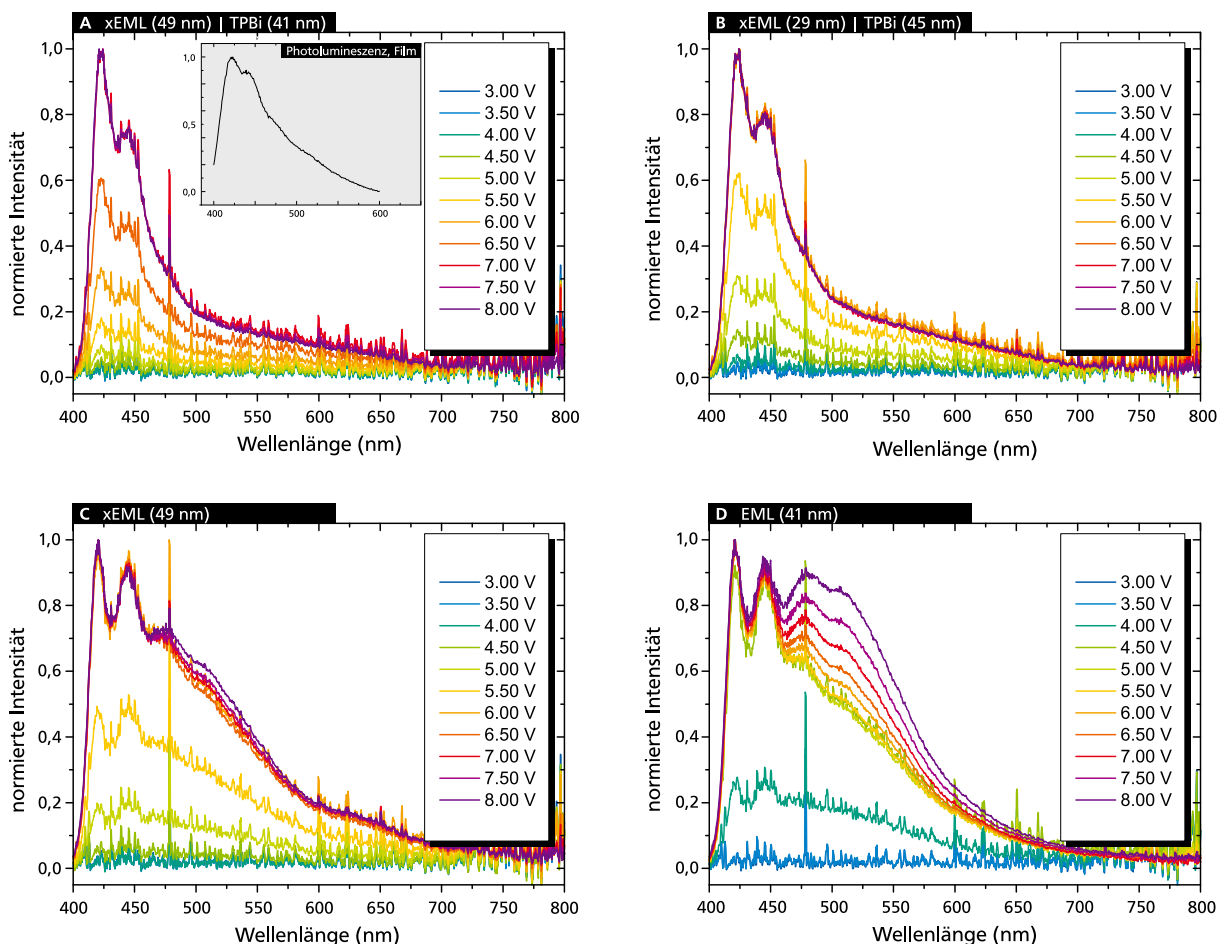 A xEML (49 nm) | TPBi (41 nm)
normierte Intensität
1,0
0,8
0,6
0,4
0,2
0,0
Photolumineszenz, Film
1,0
0,5
0,0
400 500 600
3.00 V
3.50 V
4.00 V
4.50 V
5.00 V
5.50 V
6.00 V
6.50 V
7.00 V
7.50 V
8.00 V
400 450 500 550 600 650 700 750 800
Wellenlänge (nm)
B xEML (29 nm) | TPBi (45 nm)
normierte Intensität
1,0
0,8
0,6
0,4
0,2
0,0
3.00 V
3.50 V
4.00 V
4.50 V
5.00 V
5.50 V
6.00 V
6.50 V
7.00 V
7.50 V
8.00 V
400 450 500 550 600 650 700 750 800
Wellenlänge (nm)
C xEML (49 nm)
normierte Intensität
1,0
0,8
0,6
0,4
0,2
0,0
3.00 V
3.50 V
4.00 V
4.50 V
5.00 V
5.50 V
6.00 V
6.50 V
7.00 V
7.50 V
8.00 V
400 450 500 550 600 650 700 750 800
Wellenlänge (nm)
D EML (41 nm)
normierte Intensität
1,0
0,8
0,6
0,4
0,2
0,0
3.00 V
3.50 V
4.00 V
4.50 V
5.00 V
5.50 V
6.00 V
6.50 V
7.00 V
7.50 V
8.00 V
400 450 500 550 600 650 700 750 800
Wellenlänge (nm)